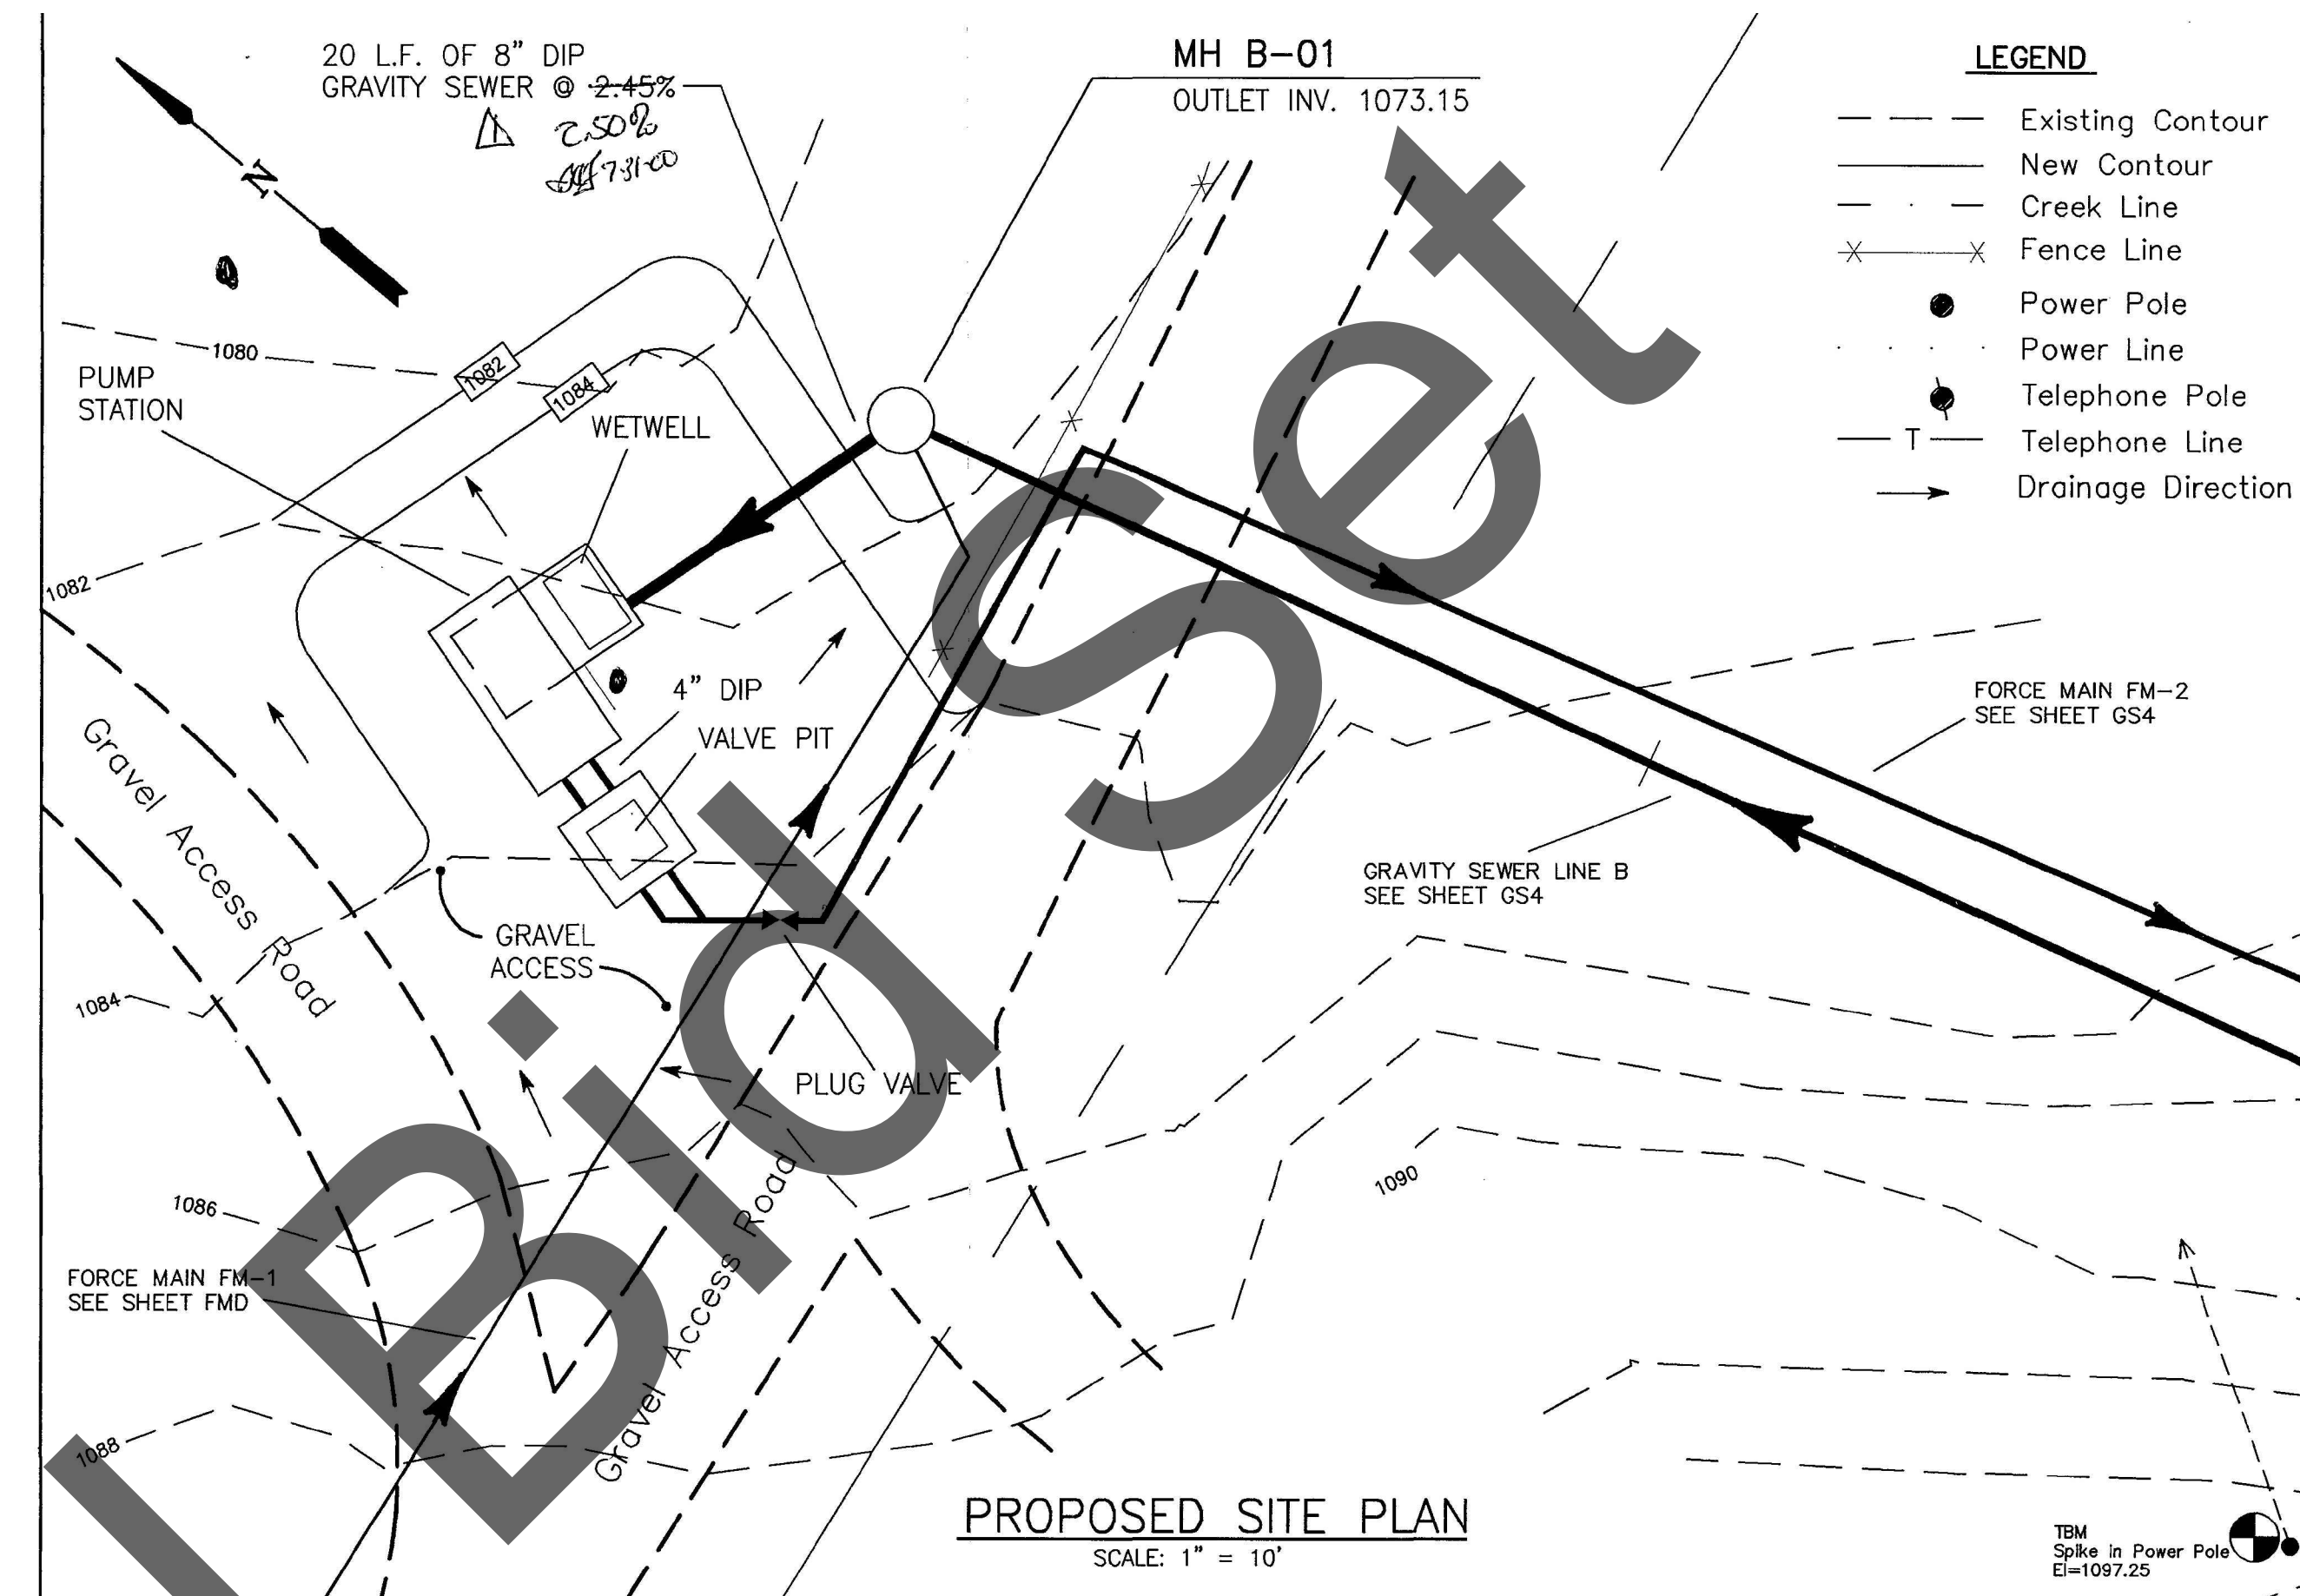 20 L.F. OF 8" DIP
GRAVITY SEWER @ 2.45%
1 2.50%
7-31-00
MH B-01
OUTLET INV. 1073.15
LEGEND
Existing Contour
New Contour
Creek Line
Fence Line
Power Pole
Power Line
Telephone Pole
T Telephone Line
Drainage Direction
N
1080
1082
1084
PUMP
STATION
WETWELL
1082
4" DIP
VALVE PIT
FORCE MAIN FM-2
SEE SHEET GS4
Gravel Access Road
GRAVITY SEWER LINE B
SEE SHEET GS4
GRAVEL
ACCESS
1084
PLUG VALVE
1090
1086
Gravel Access Road
FORCE MAIN FM-1
SEE SHEET FMD
1088
PROPOSED SITE PLAN
SCALE: 1" = 10'
TBM
Spike in Power Pole
El=1097.25
Bid Set